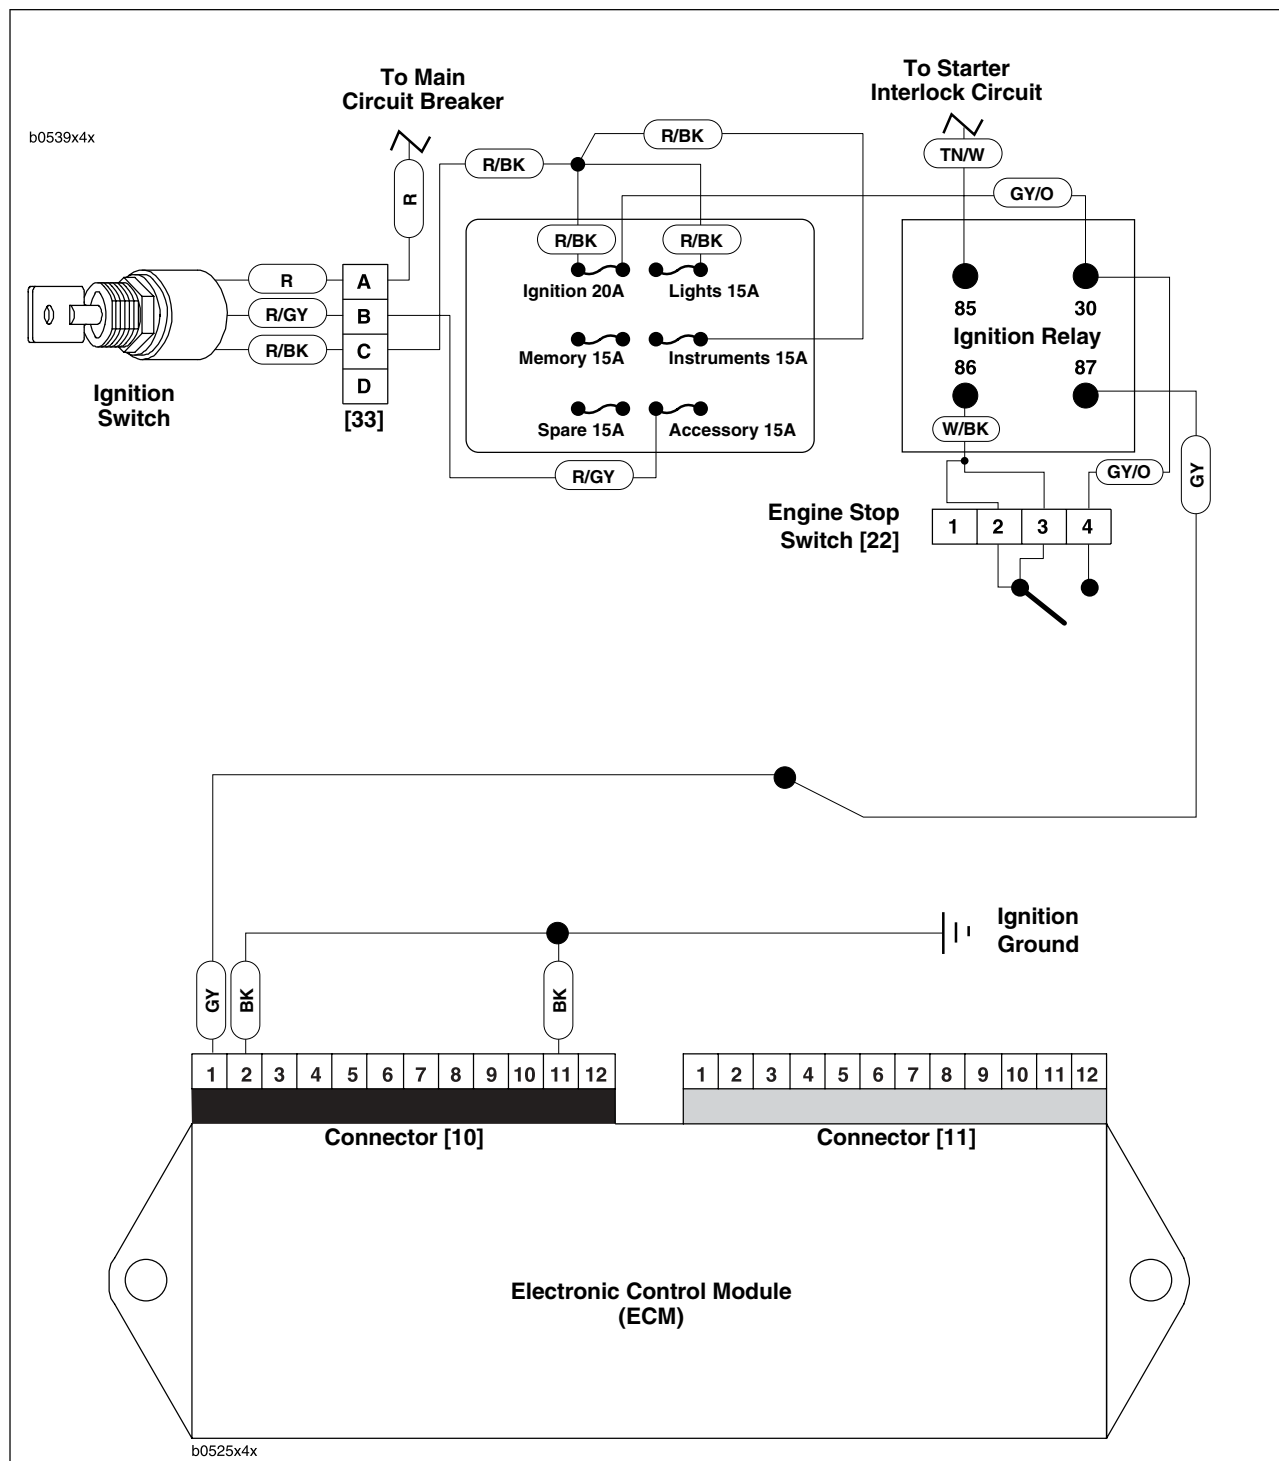 To Main
Circuit Breaker
To Starter
Interlock Circuit
b0539x4x
R/BK
R/BK
TN/W
R
GY/O
R/BK
R/BK
R
A
Ignition 20A
Lights 15A
85
30
R/GY
B
Ignition Relay
R/BK
C
Memory 15A
Instruments 15A
86
87
D
Ignition
Switch
[33]
Spare 15A
Accessory 15A
W/BK
R/GY
GY/O
GY
Engine Stop
Switch [22]
1 2 3 4
Ignition
Ground
GY
BK
BK
1 2 3 4 5 6 7 8 9 10 11 12
1 2 3 4 5 6 7 8 9 10 11 12
Connector [10]
Connector [11]
Electronic Control Module
(ECM)
b0525x4x